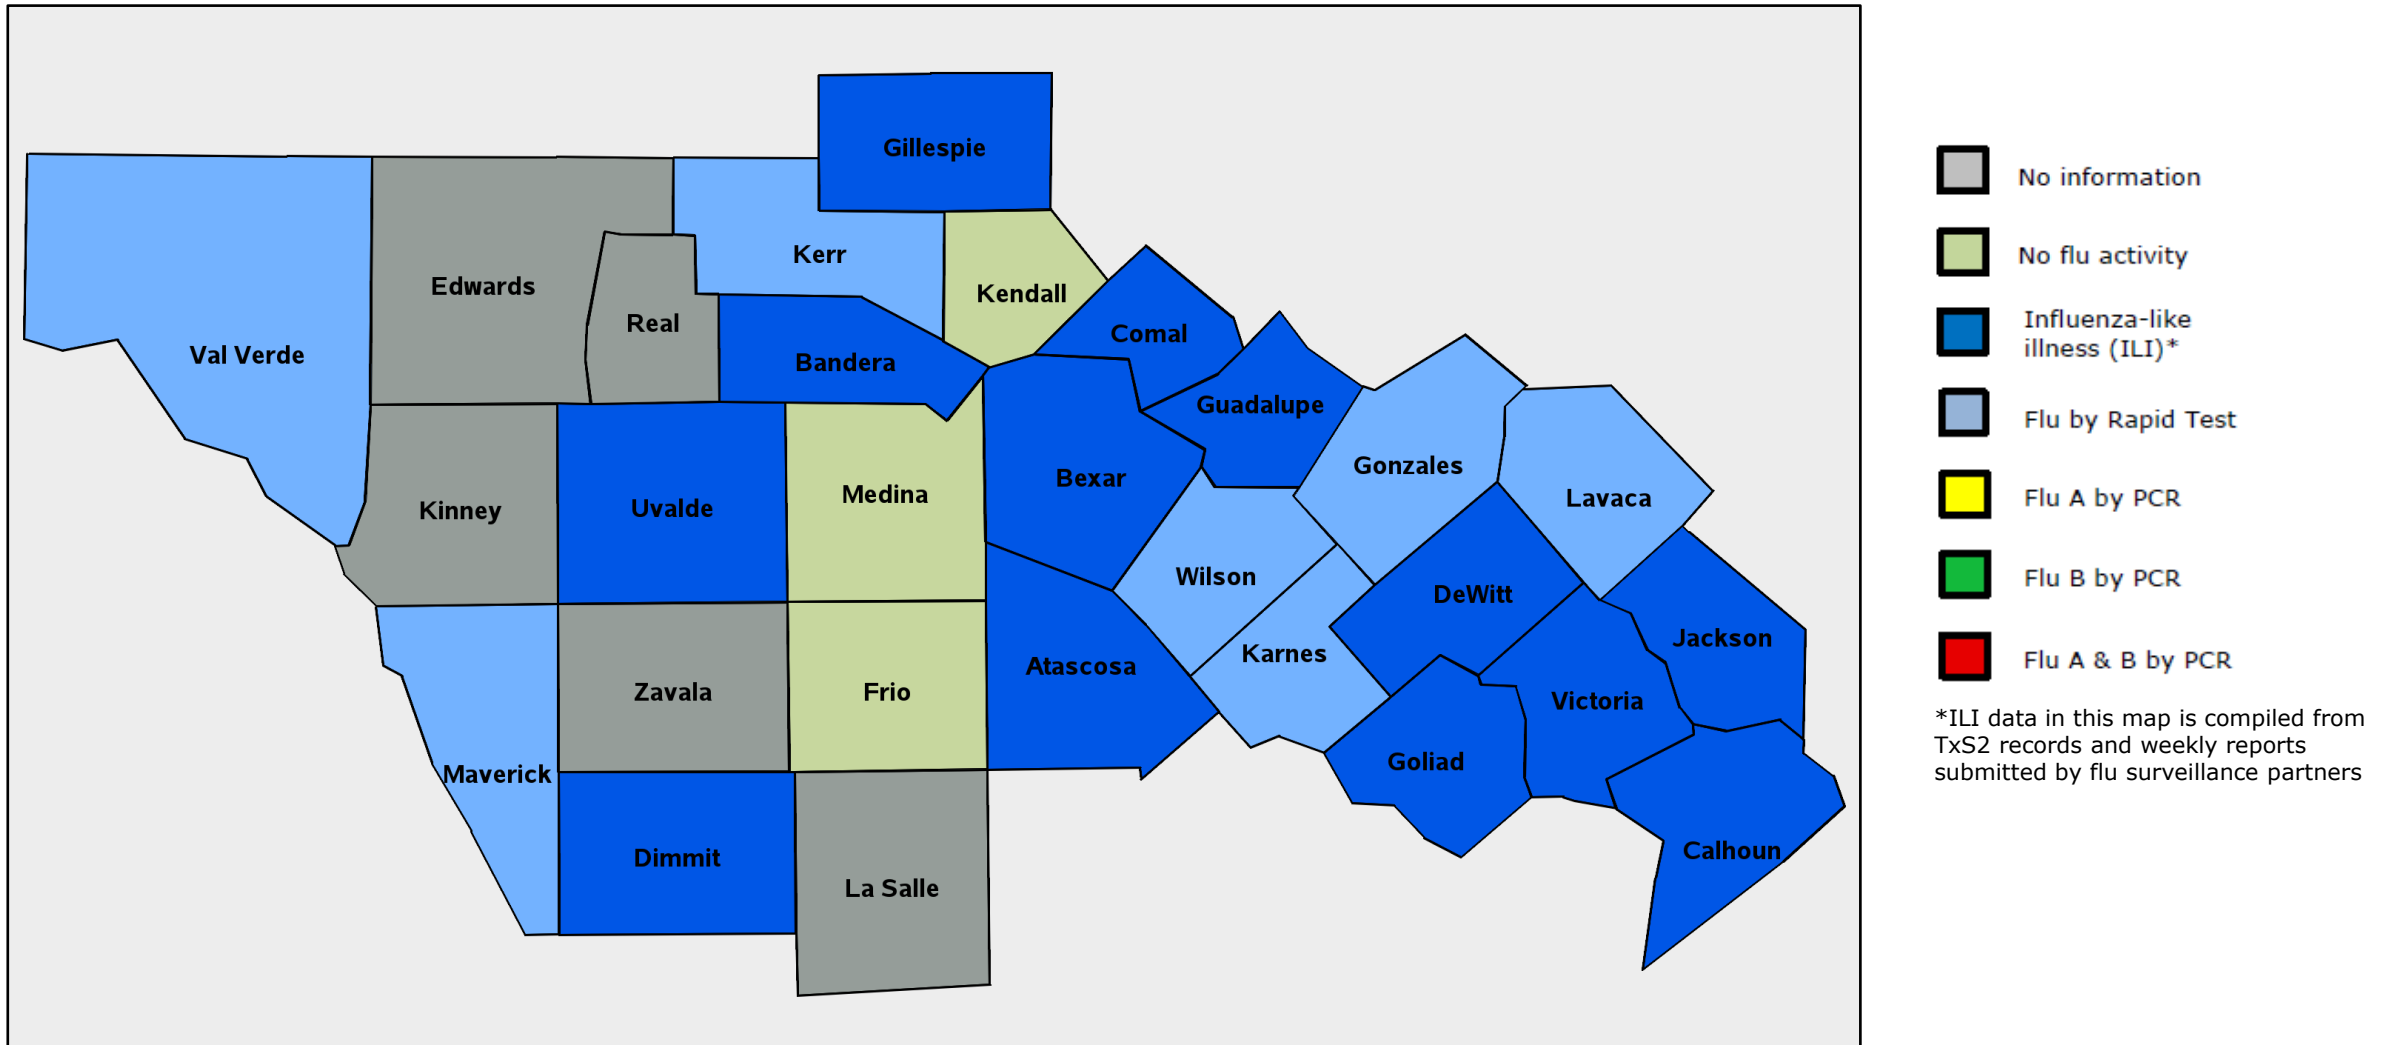 Gillespie
Kerr
Edwards
Kendall
Real
Comal
Val Verde
Bandera
Guadalupe
Gonzales
Bexar
Medina
Lavaca
Uvalde
Kinney
Wilson
DeWitt
Jackson
Karnes
Atascosa
Zavala
Frio
Victoria
Goliad
Maverick
Calhoun
Dimmit
La Salle
No information
No flu activity
Influenza-like
illness (ILI)*
Flu by Rapid Test
Flu A by PCR
Flu B by PCR
Flu A & B by PCR
*ILI data in this map is compiled from
TxS2 records and weekly reports
submitted by flu surveillance partners